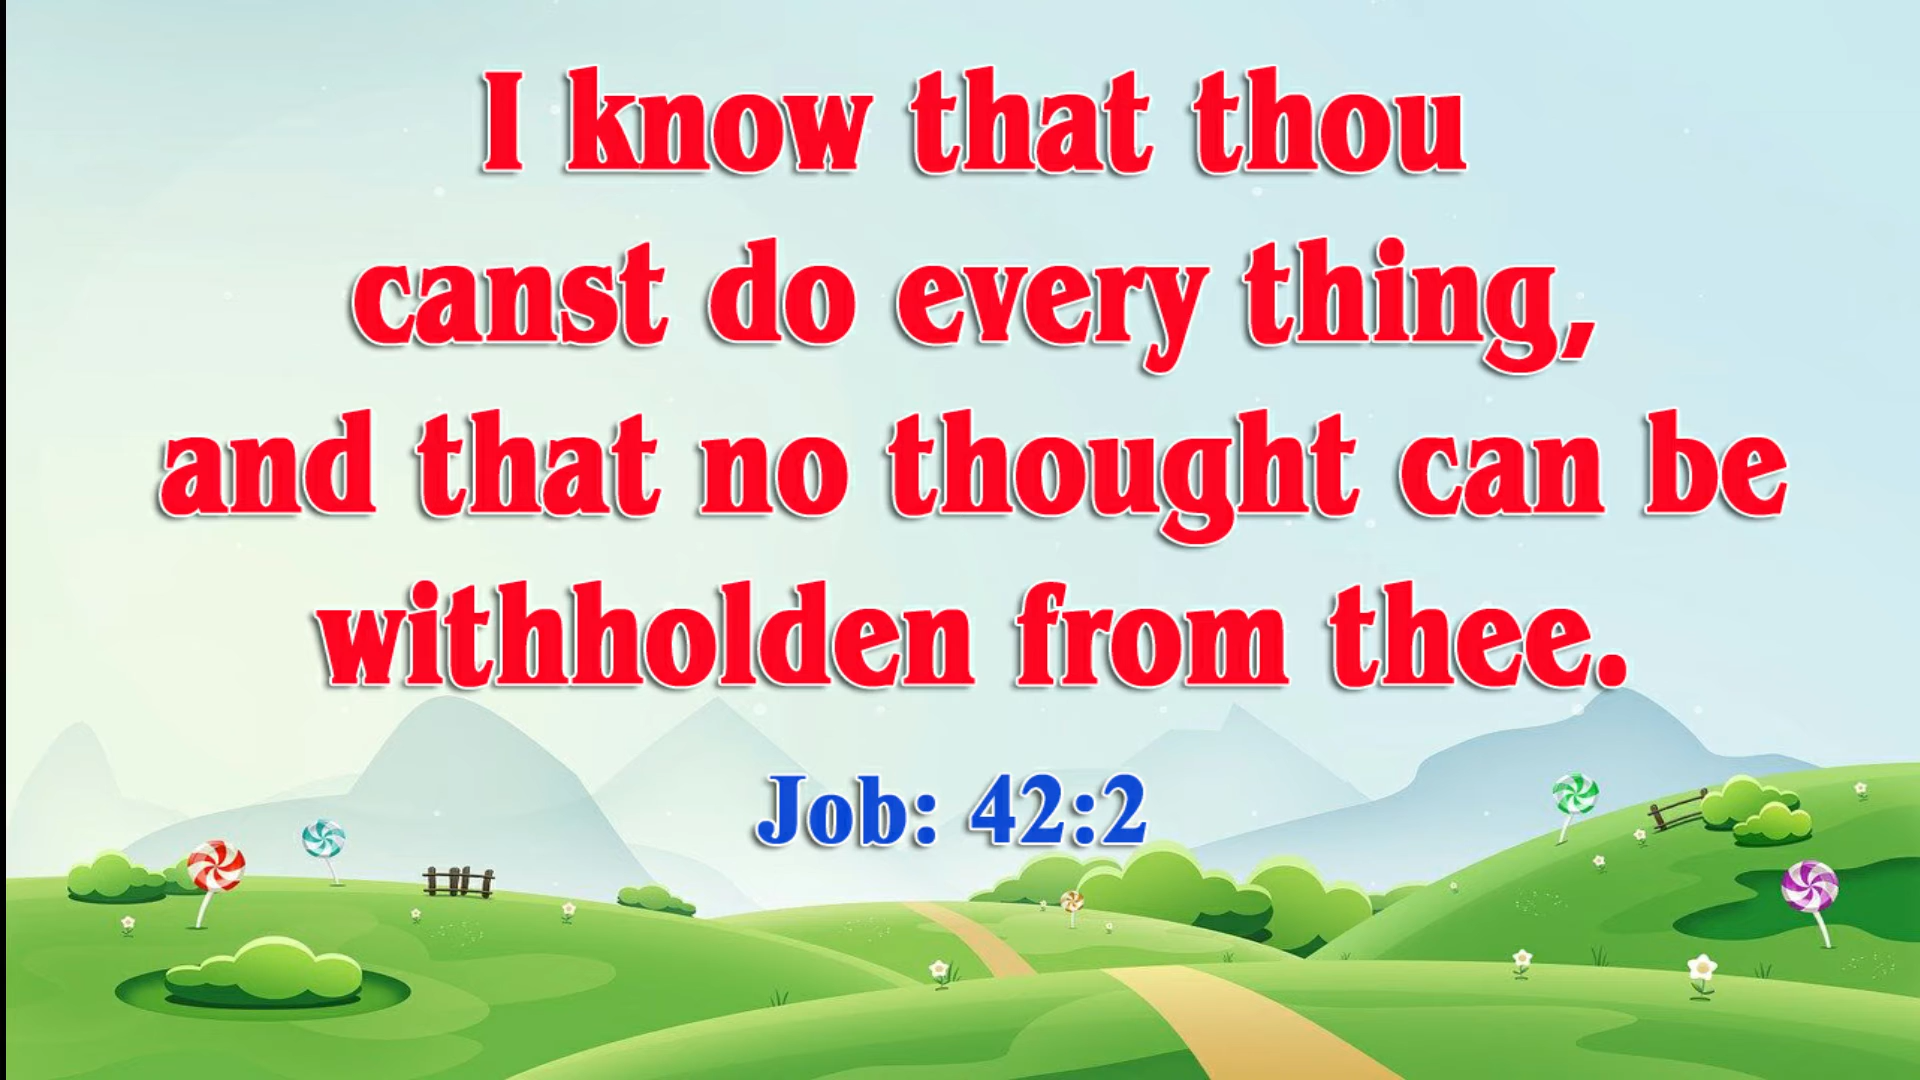 I know that thou
canst do every thing,
and that no thought can be
withholden from thee.
Job: 42:2